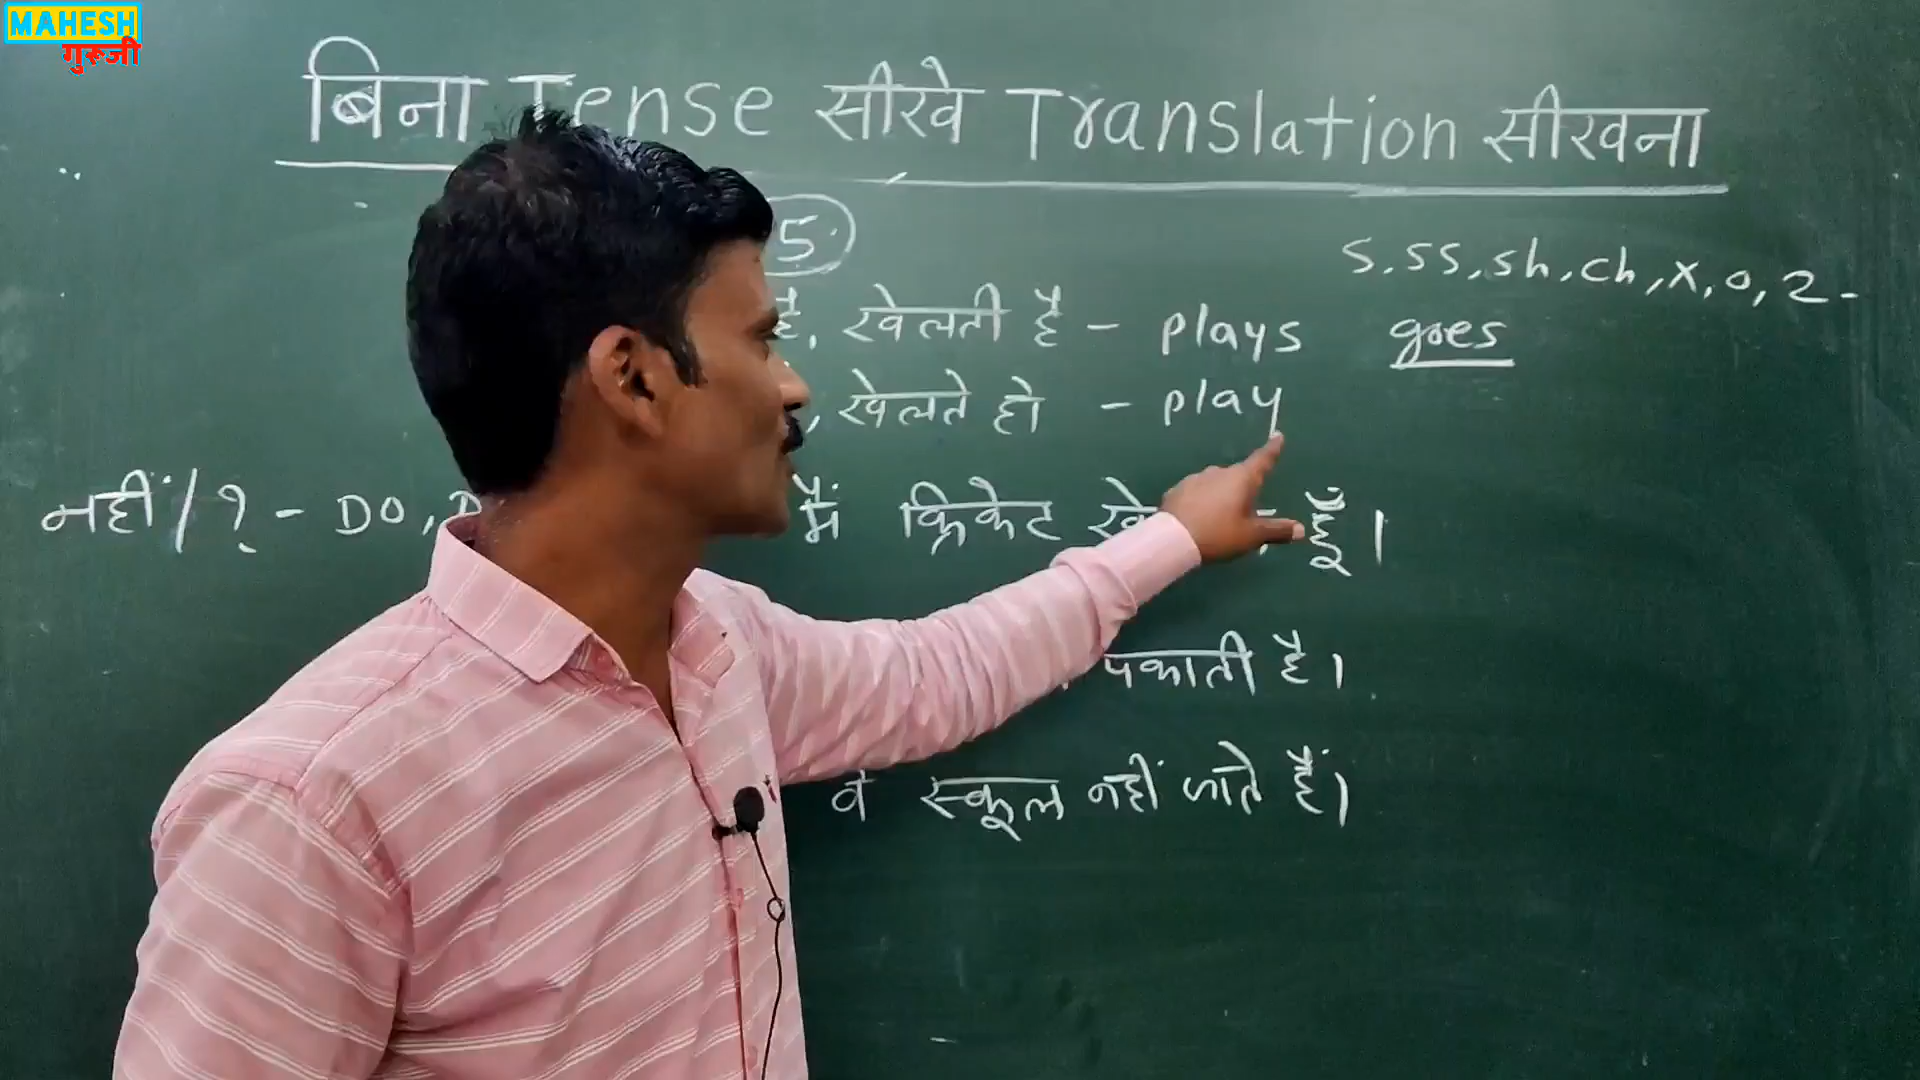 MAHESH
गुरूजी
बिना Tense सीखे Translation सीखना
5
s, ss, sh, ch, x, o, z -
है, खेलती है - plays goes
, खेलते हो - play
नहीं / ? - DO, D
मैं क्रिकेट हूँ।
पकाती है।
वे स्कूल नहीं जाते हैं।